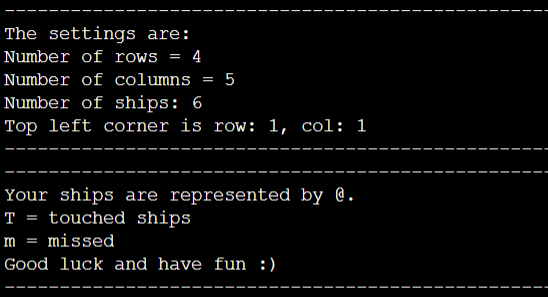 --------------------------------------------------
The settings are:
Number of rows = 4
Number of columns = 5
Number of ships: 6
Top left corner is row: 1, col: 1
--------------------------------------------------
--------------------------------------------------
Your ships are represented by @.
T = touched ships
m = missed
Good luck and have fun :)
--------------------------------------------------